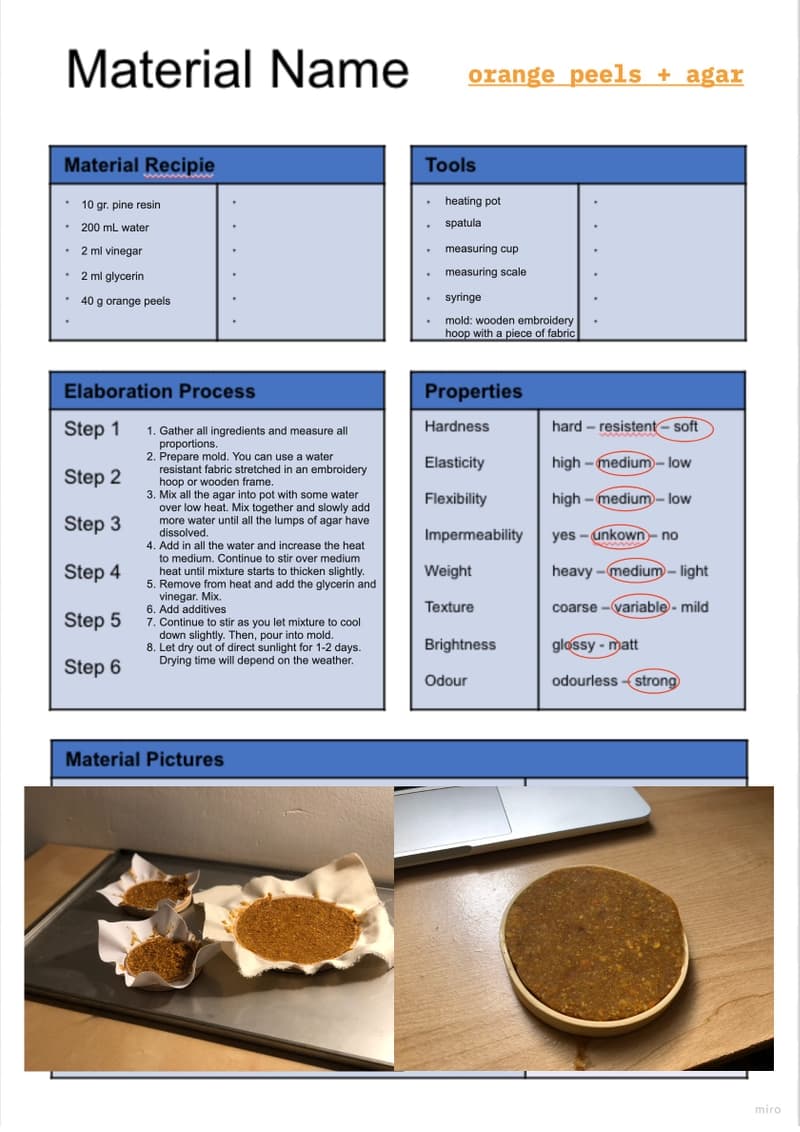 Material Name
orange peels + agar
Material Recipie
10 gr. pine resin
200 mL water
2 ml vinegar
2 ml glycerin
40 g orange peels
Tools
heating pot
spatula
measuring cup
measuring scale
syringe
mold: wooden embroidery
hoop with a piece of fabric
Elaboration Process
Step 1
Step 2
Step 3
Step 4
Step 5
Step 6
1. Gather all ingredients and measure all
proportions.
2. Prepare mold. You can use a water
resistant fabric stretched in an embroidery
hoop or wooden frame.
3. Mix all the agar into pot with some water
over low heat. Mix together and slowly add
more water until all the lumps of agar have
dissolved.
4. Add in all the water and increase the heat
to medium. Continue to stir over medium
heat until mixture starts to thicken slightly.
5. Remove from heat and add the glycerin and
vinegar. Mix.
6. Add additives
7. Continue to stir as you let mixture to cool
down slightly. Then, pour into mold.
8. Let dry out of direct sunlight for 1-2 days.
Drying time will depend on the weather.
Properties
Hardness hard – resistent – soft
Elasticity high – medium – low
Flexibility high – medium – low
Impermeability yes – unkown – no
Weight heavy – medium – light
Texture coarse – variable - mild
Brightness glossy - matt
Odour odourless – strong
Material Pictures
miro